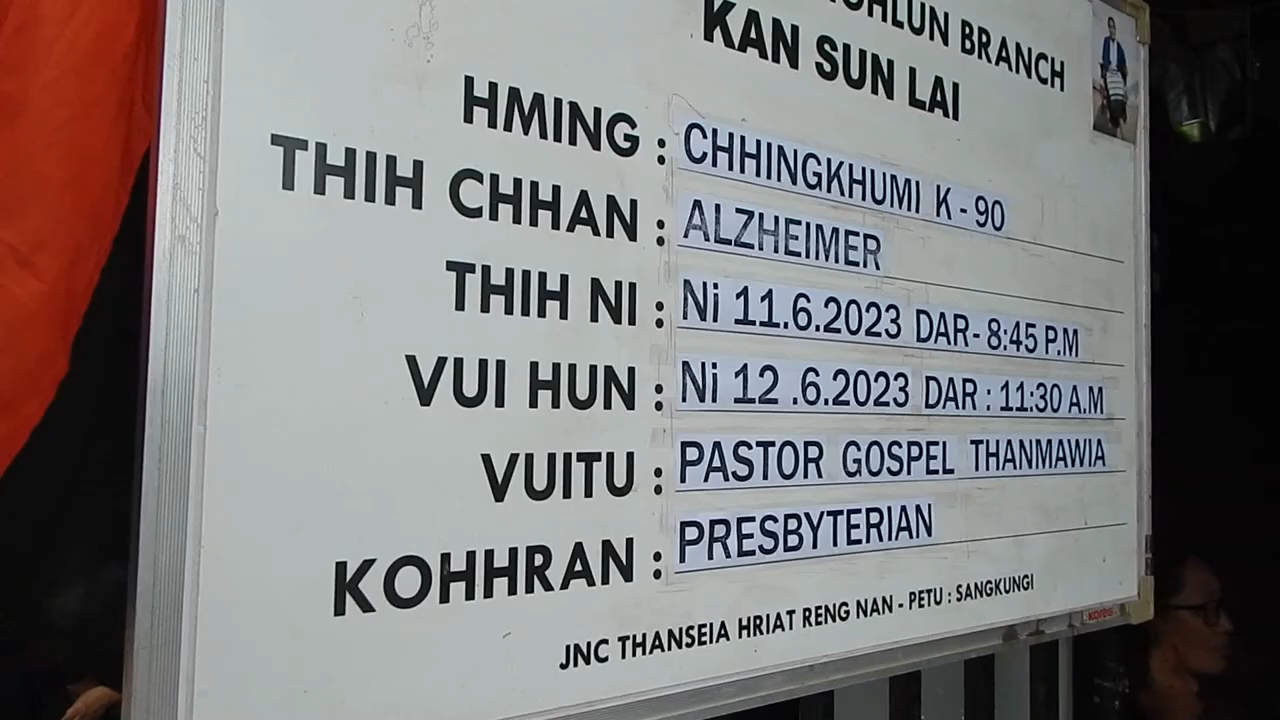 BRANCH
KAN SUN LAI
HMING : CHHINGKHUMI K - 90
THIH CHHAN : ALZHEIMER
THIH NI : Ni 11.6.2023 DAR - 8:45 P.M
VUI HUN : Ni 12 .6.2023 DAR : 11:30 A.M
VUITU : PASTOR GOSPEL THANMAWIA
KOHHRAN : PRESBYTERIAN
JNC THANSEIA HRIAT RENG NAN - PETU : SANGKUNGI